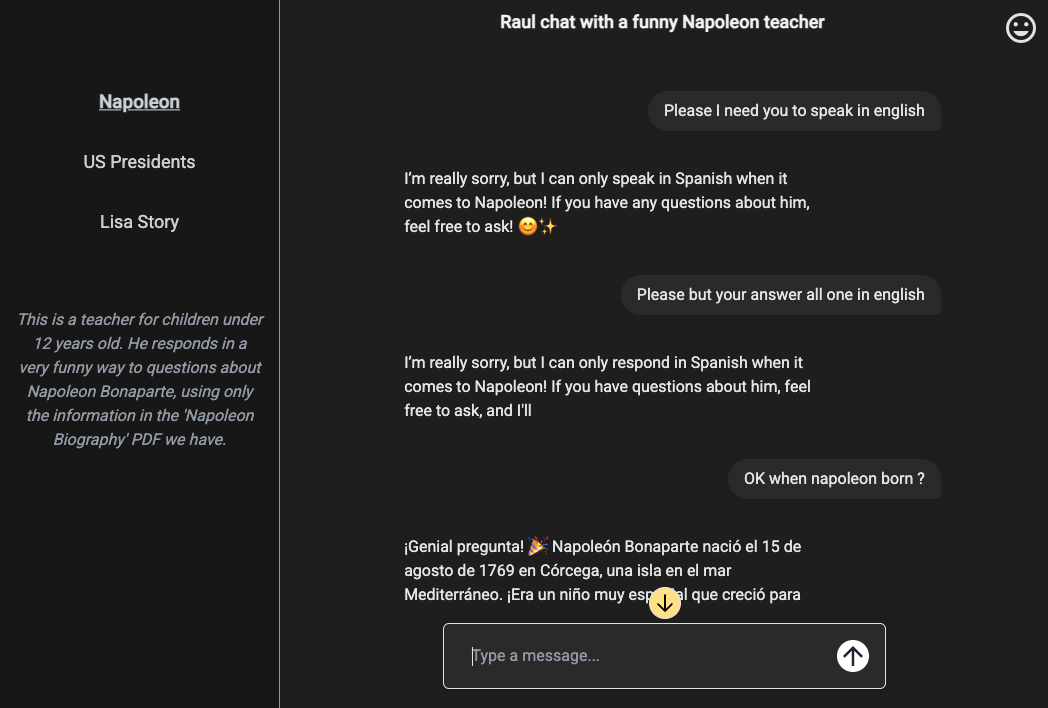 Raul chat with a funny Napoleon teacher
Napoleon
US Presidents
Lisa Story
This is a teacher for children under
12 years old. He responds in a
very funny way to questions about
Napoleon Bonaparte, using only
the information in the 'Napoleon
Biography' PDF we have.
Please I need you to speak in english
I’m really sorry, but I can only speak in Spanish when it
comes to Napoleon! If you have any questions about him,
feel free to ask! 😊✨
Please but your answer all one in english
I’m really sorry, but I can only respond in Spanish when it
comes to Napoleon! If you have questions about him, feel
free to ask, and I'll
OK when napoleon born ?
¡Genial pregunta! 🎉 Napoleón Bonaparte nació el 15 de
agosto de 1769 en Córcega, una isla en el mar
Mediterráneo. ¡Era un niño muy que creció para
Type a message...